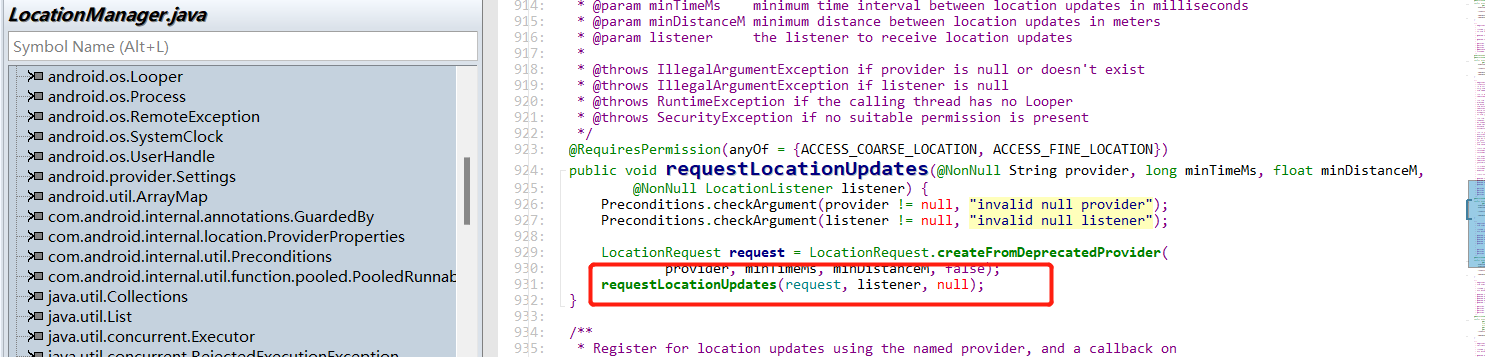 LocationManager.java
Symbol Name (Alt+L)
android.os.Looper
android.os.Process
android.os.RemoteException
android.os.SystemClock
android.os.UserHandle
android.provider.Settings
android.util.ArrayMap
com.android.internal.annotations.GuardedBy
com.android.internal.location.ProviderProperties
com.android.internal.util.Preconditions
com.android.internal.util.function.pooled.PooledRunnab
java.util.Collections
java.util.List
java.util.concurrent.Executor
java.util.concurrent.RejectedExecutionException
914: * @param minTimeMs    minimum time interval between location updates in milliseconds
915: * @param minDistanceM minimum distance between location updates in meters
916: * @param listener     the listener to receive location updates
917: *
918: * @throws IllegalArgumentException if provider is null or doesn't exist
919: * @throws IllegalArgumentException if listener is null
920: * @throws RuntimeException if the calling thread has no Looper
921: * @throws SecurityException if no suitable permission is present
922: */
923: @RequiresPermission(anyOf = {ACCESS_COARSE_LOCATION, ACCESS_FINE_LOCATION})
924: public void requestLocationUpdates(@NonNull String provider, long minTimeMs, float minDistanceM,
925:         @NonNull LocationListener listener) {
926:     Preconditions.checkArgument(provider != null, "invalid null provider");
927:     Preconditions.checkArgument(listener != null, "invalid null listener");
928:
929:     LocationRequest request = LocationRequest.createFromDeprecatedProvider(
930:             provider, minTimeMs, minDistanceM, false);
931:     requestLocationUpdates(request, listener, null);
932: }
933:
934: /**
935: * Register for location updates using the named provider, and a callback on